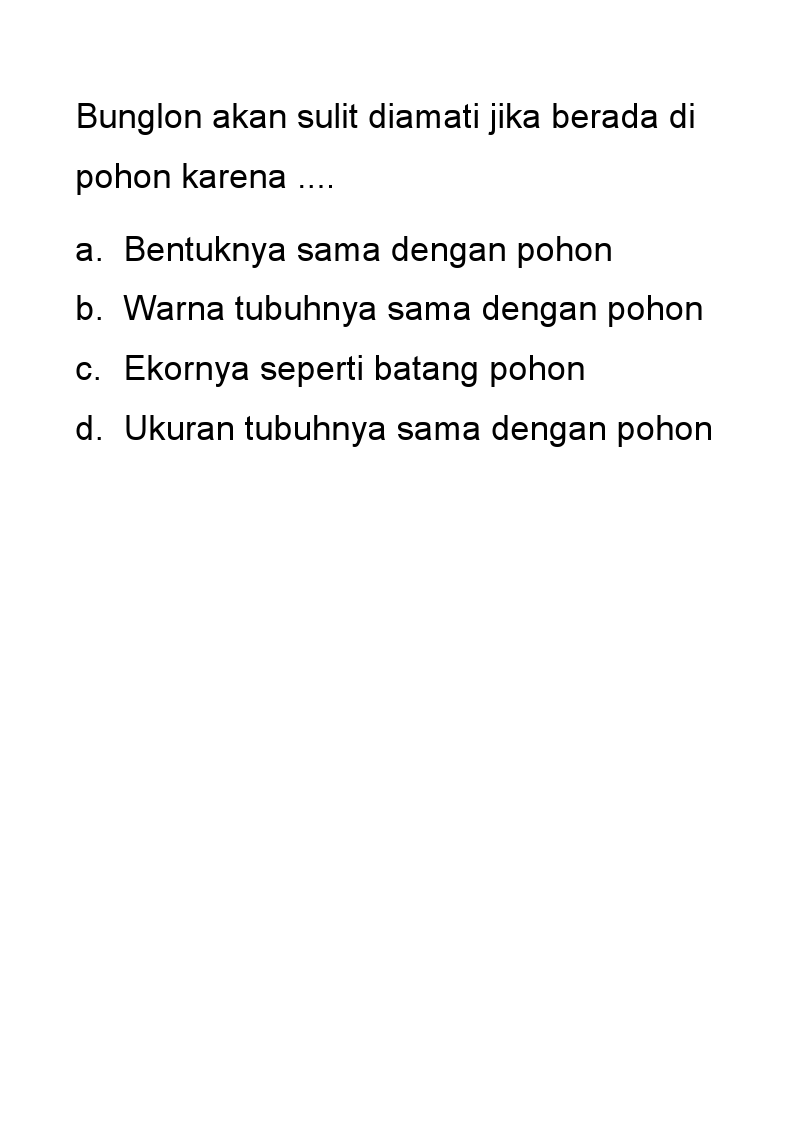 Bunglon akan sulit diamati jika berada di
pohon karena ....
a. Bentuknya sama dengan pohon
b. Warna tubuhnya sama dengan pohon
c. Ekornya seperti batang pohon
d. Ukuran tubuhnya sama dengan pohon